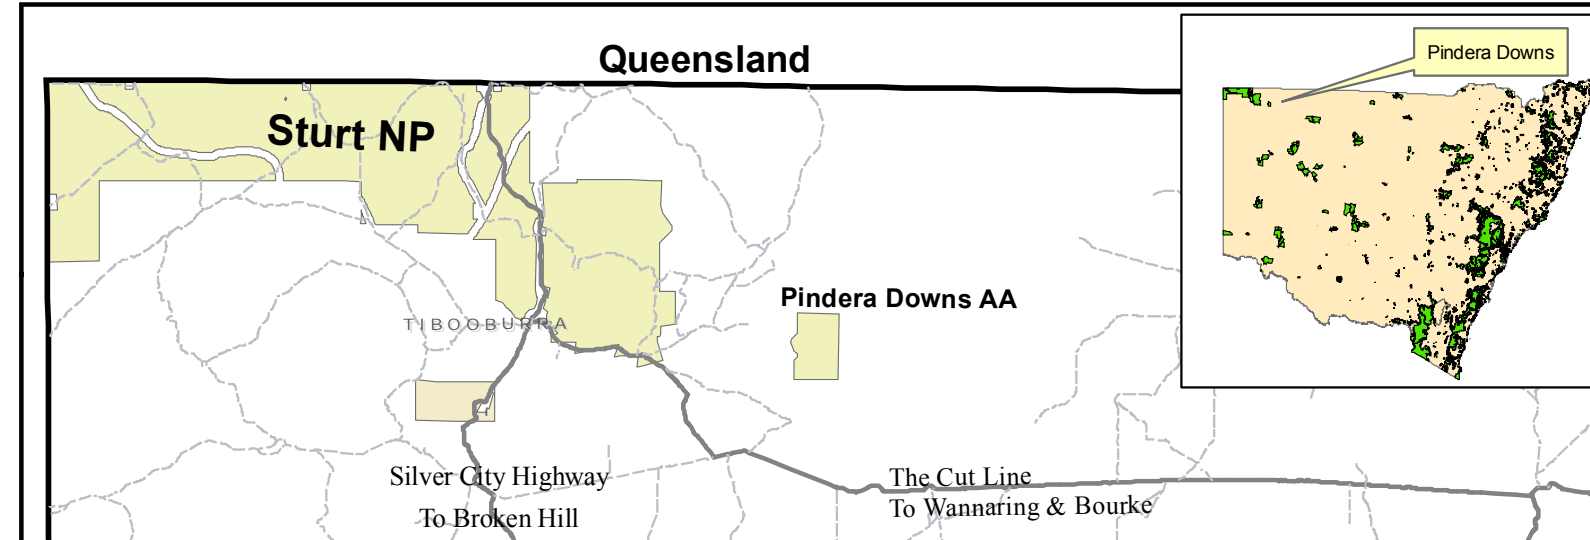 Queensland
Pindera Downs
Sturt NP
Pindera Downs AA
TIBOOBURRA
Silver City Highway
To Broken Hill
The Cut Line
To Wannaring & Bourke